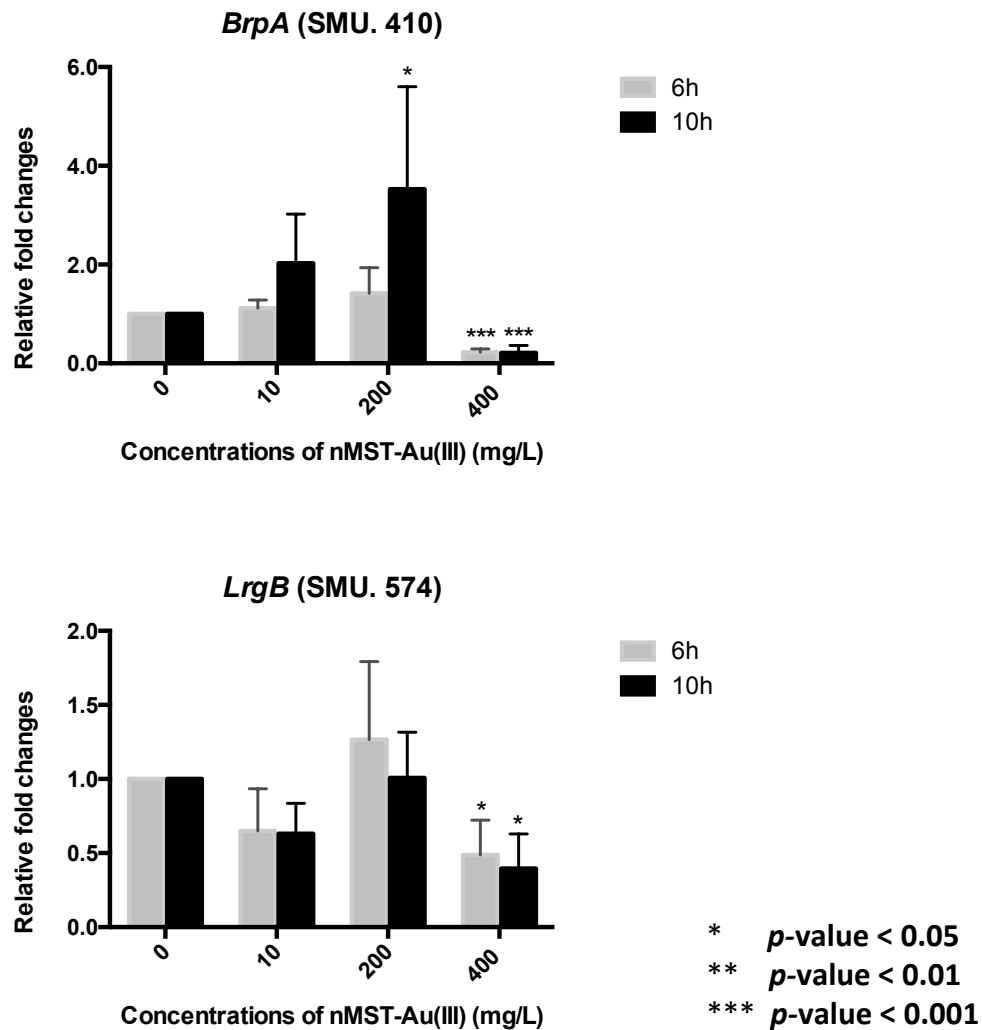 BrpA (SMU. 410)
6.0
4.0
2.0
0.0
Relative fold changes
*
*** ***
0 10 200 400
Concentrations of nMST-Au(III) (mg/L)
6h
10h
LrgB (SMU. 574)
2.0
1.5
1.0
0.5
0.0
Relative fold changes
* *
0 10 200 400
Concentrations of nMST-Au(III) (mg/L)
6h
10h
* p-value < 0.05
** p-value < 0.01
*** p-value < 0.001